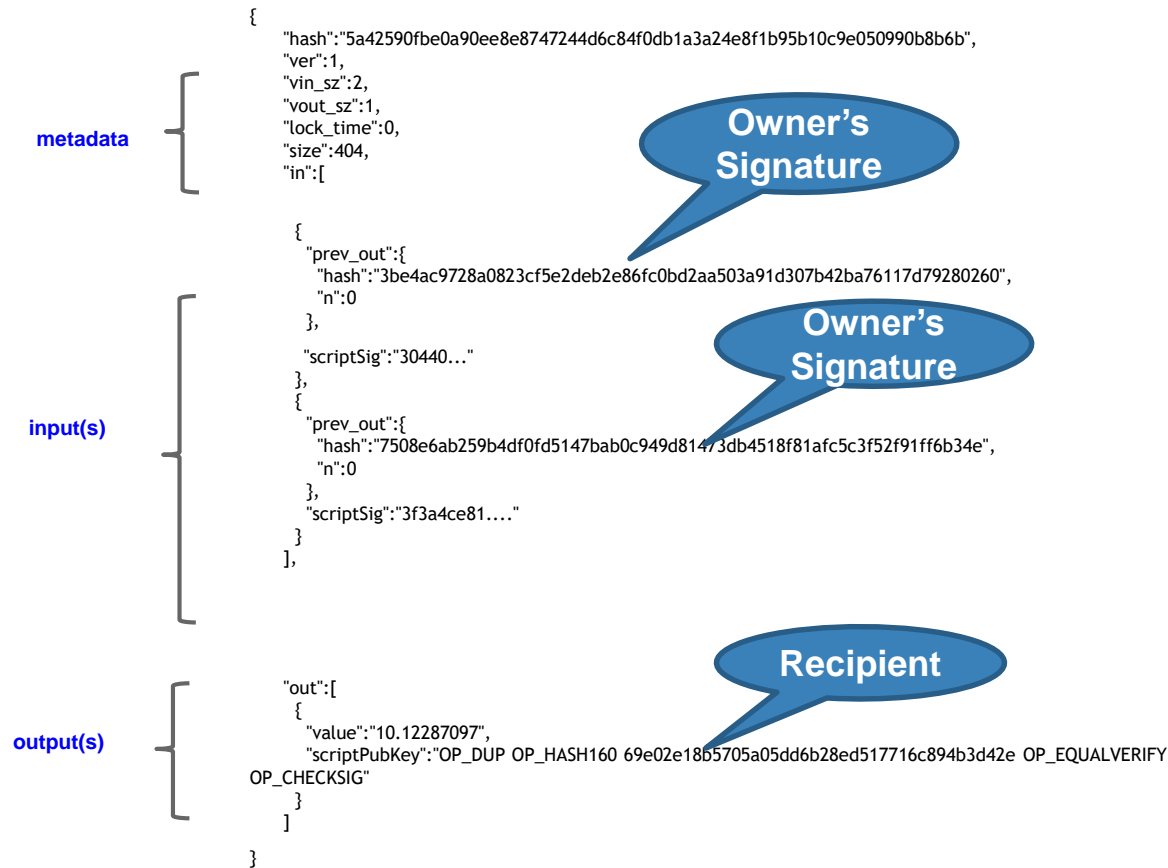 {
"hash":"5a42590fbe0a90ee8e8747244d6c84f0db1a3a24e8f1b95b10c9e050990b8b6b",
"ver":1,
"vin_sz":2,
"vout_sz":1,
"lock_time":0,
"size":404,
"in":[
metadata
Owner's
Signature
{
"prev_out":{
"hash":"3be4ac9728a0823cf5e2deb2e86fc0bd2aa503a91d307b42ba76117d79280260",
"n":0
},
"scriptSig":"30440..."
},
{
"prev_out":{
"hash":"7508e6ab259b4df0fd5147bab0c949d81473db4518f81afc5c3f52f91ff6b34e",
"n":0
},
"scriptSig":"3f3a4ce81...."
}
],
input(s)
Owner's
Signature
Recipient
"out":[
{
"value":"10.12287097",
"scriptPubKey":"OP_DUP OP_HASH160 69e02e18b5705a05dd6b28ed517716c894b3d42e OP_EQUALVERIFY
OP_CHECKSIG"
}
]
output(s)
}